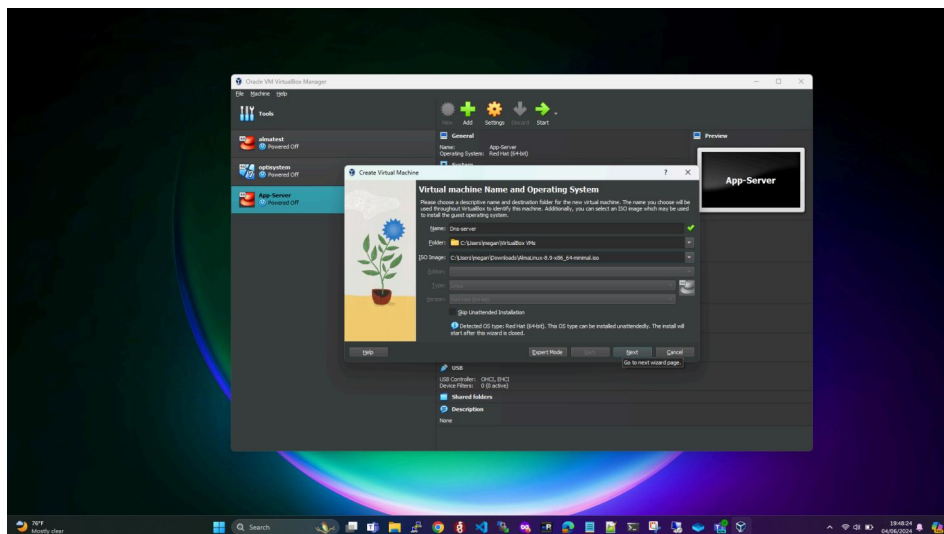 Oracle VM VirtualBox Manager
File Machine Help
Tools
New Add Settings Discard Start
almatest
Powered Off
optisystem
Powered Off
App-Server
Powered Off
General
Name: App-Server
Operating System: Red Hat (64-bit)
System
Preview
App-Server
Create Virtual Machine
Virtual machine Name and Operating System
Please choose a descriptive name and destination folder for the new virtual machine. The name you choose will be
used throughout VirtualBox to identify this machine. Additionally, you can select an ISO image which may be used
to install the guest operating system.
Name: One-server
Folder: C:\Users\megan\VirtualBox VMs
ISO Image: C:\Users\megan\Downloads\AlmaLinux-8.9-x86_64-minimal.iso
Edition:
Type: Linux
Version: Red Hat (64-bit)
Skip Unattended Installation
Detected OS type: Red Hat (64-bit). This OS type can be installed unattendedly. The install will
start after this wizard is closed.
Help Expert Mode Back Next Cancel
Go to next wizard page.
USB
USB Controller: OHCI, EHCI
Device Filters: 0 (0 active)
Shared folders
Description
None
76°F
Mostly clear
Search
19:48:24
04/06/2024